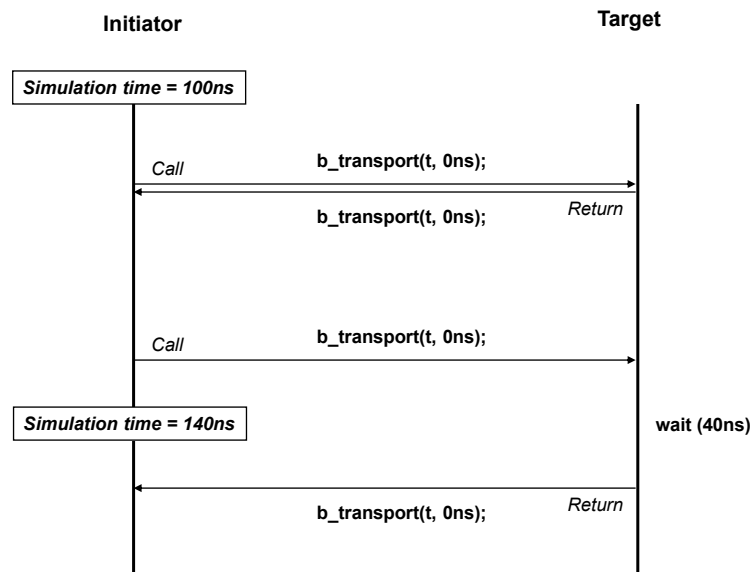 Initiator
Target
Simulation time = 100ns
Call
b_transport(t, 0ns);
b_transport(t, 0ns);
Return
Call
b_transport(t, 0ns);
Simulation time = 140ns
wait (40ns)
b_transport(t, 0ns);
Return